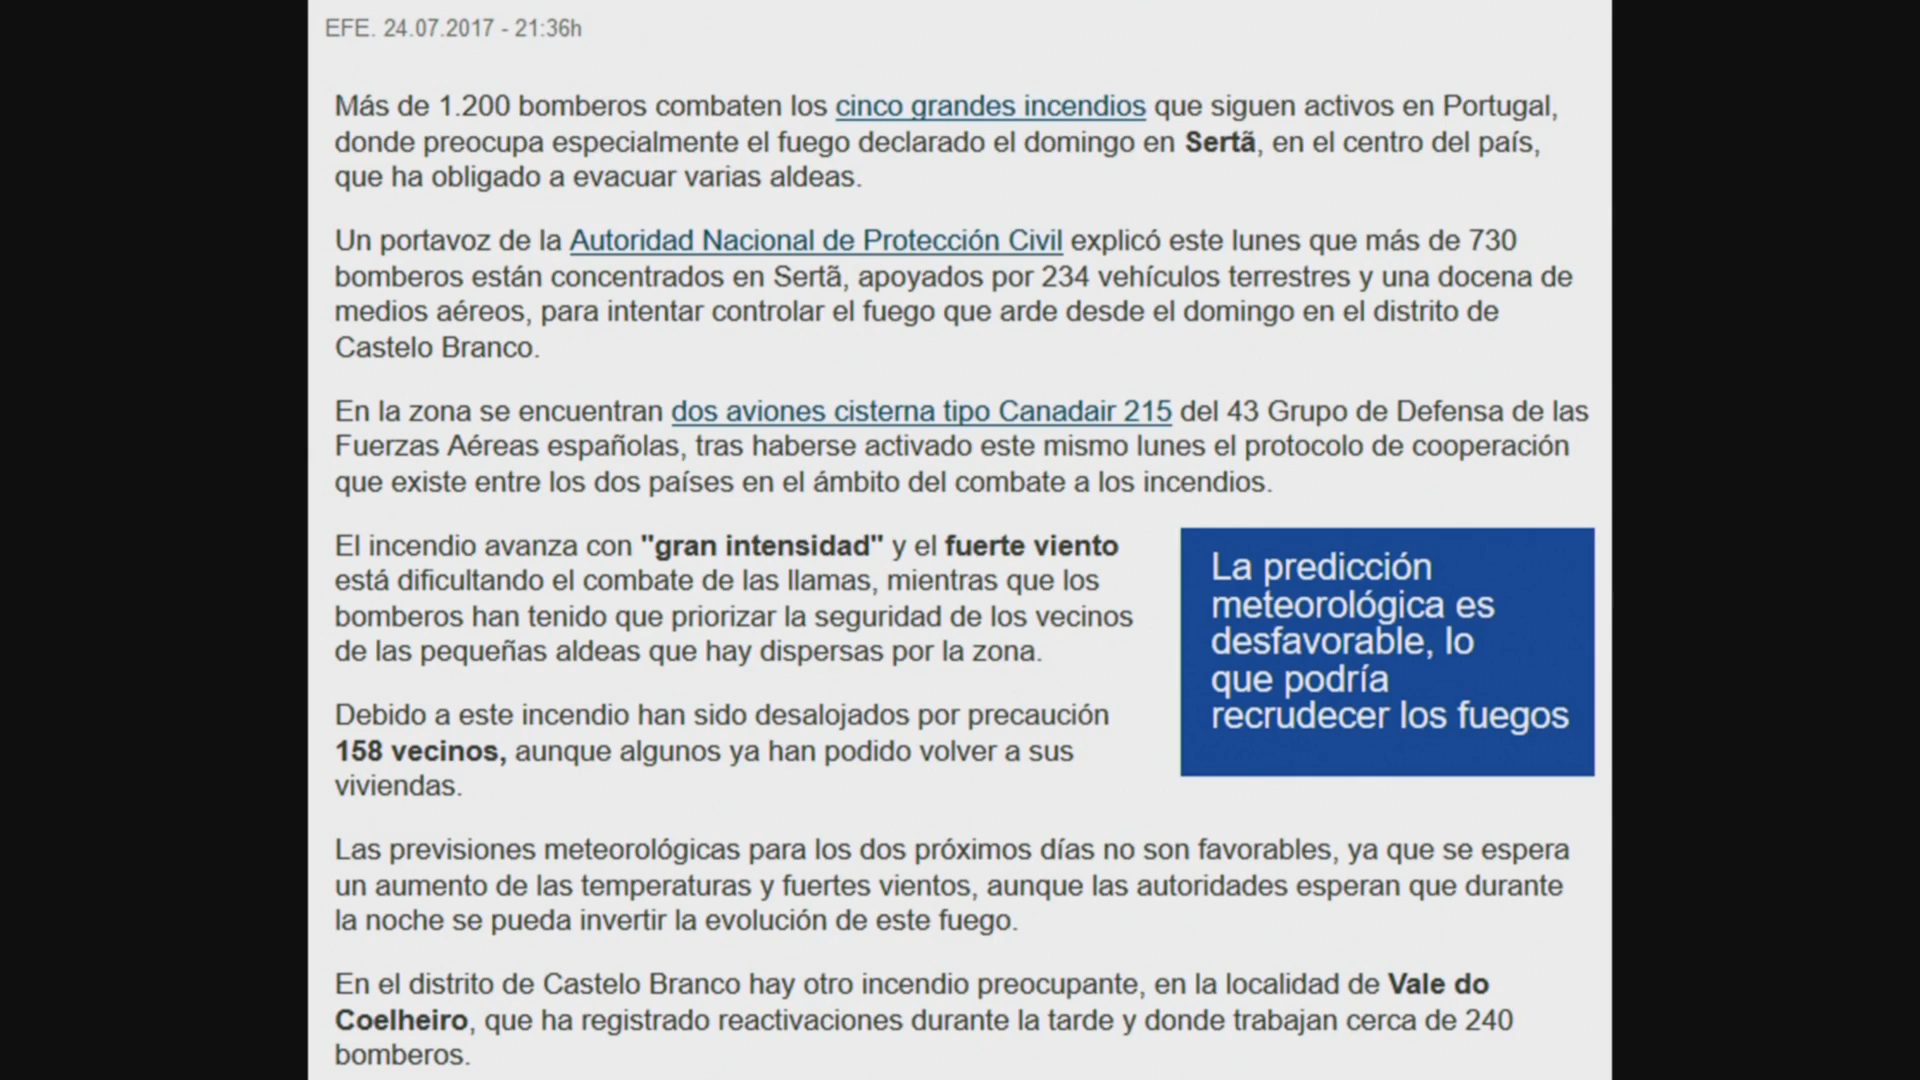 EFE. 24.07.2017 - 21:36h
Más de 1.200 bomberos combaten los cinco grandes incendios que siguen activos en Portugal,
donde preocupa especialmente el fuego declarado el domingo en Sertã, en el centro del país,
que ha obligado a evacuar varias aldeas.
Un portavoz de la Autoridad Nacional de Protección Civil explicó este lunes que más de 730
bomberos están concentrados en Sertã, apoyados por 234 vehículos terrestres y una docena de
medios aéreos, para intentar controlar el fuego que arde desde el domingo en el distrito de
Castelo Branco.
En la zona se encuentran dos aviones cisterna tipo Canadair 215 del 43 Grupo de Defensa de las
Fuerzas Aéreas españolas, tras haberse activado este mismo lunes el protocolo de cooperación
que existe entre los dos países en el ámbito del combate a los incendios.
El incendio avanza con "gran intensidad" y el fuerte viento
está dificultando el combate de las llamas, mientras que los
bomberos han tenido que priorizar la seguridad de los vecinos
de las pequeñas aldeas que hay dispersas por la zona.
Debido a este incendio han sido desalojados por precaución
158 vecinos, aunque algunos ya han podido volver a sus
viviendas.
La predicción
meteorológica es
desfavorable, lo
que podría
recrudecer los fuegos
Las previsiones meteorológicas para los dos próximos días no son favorables, ya que se espera
un aumento de las temperaturas y fuertes vientos, aunque las autoridades esperan que durante
la noche se pueda invertir la evolución de este fuego.
En el distrito de Castelo Branco hay otro incendio preocupante, en la localidad de Vale do
Coelheiro, que ha registrado reactivaciones durante la tarde y donde trabajan cerca de 240
bomberos.